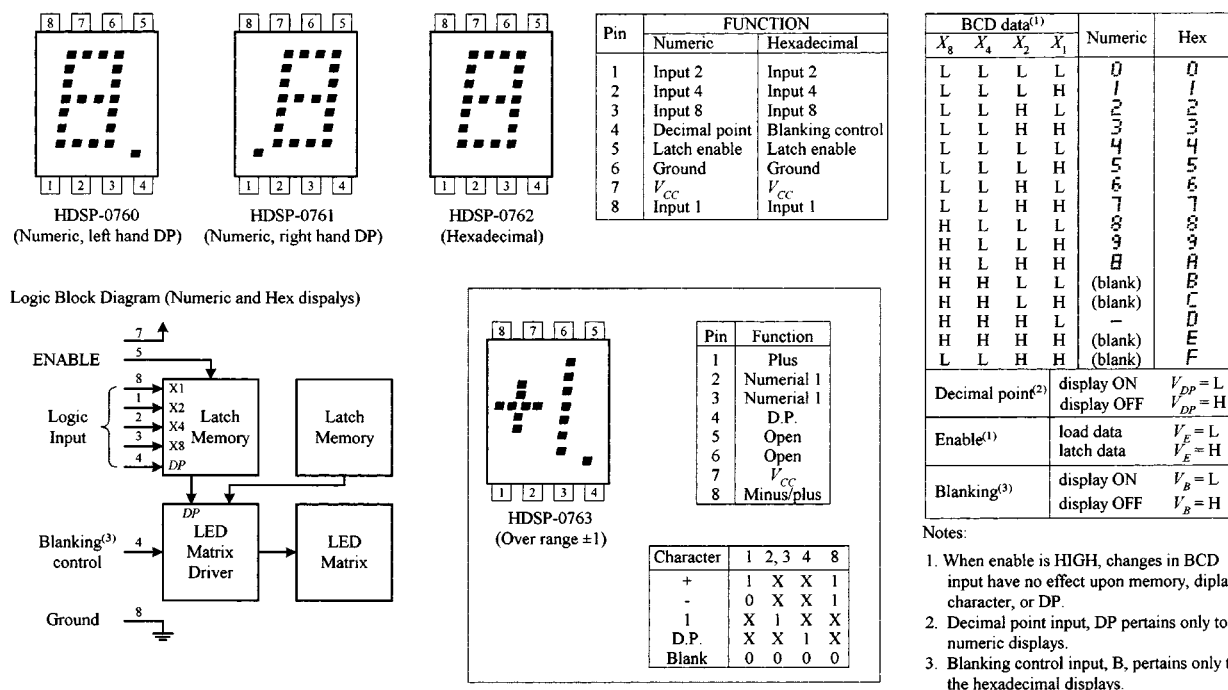 8 7 6 5
1 2 3 4
HDSP-0760
(Numeric, left hand DP)
8 7 6 5
1 2 3 4
HDSP-0761
(Numeric, right hand DP)
8 7 6 5
1 2 3 4
HDSP-0762
(Hexadecimal)
Pin FUNCTION
Numeric Hexadecimal
1 Input 2 Input 2
2 Input 4 Input 4
3 Input 8 Input 8
4 Decimal point Blanking control
5 Latch enable Latch enable
6 Ground Ground
7 VCC VCC
8 Input 1 Input 1
BCD data(1) Numeric Hex
X8 X4 X2 X1
L L L L 0 0
L L L H 1 1
L L H L 2 2
L L H H 3 3
L L L L 4 4
L L L H 5 5
L L H L 6 6
L L H H 7 7
H L L L 8 8
H L L H 9 9
H L H H 8 A
H H L L (blank) B
H H L H (blank) C
H H H L – D
H H H H (blank) E
L L H H (blank) F
Decimal point(2) display ON VDP = L
display OFF VDP = H
Enable(1) load data VE = L
latch data VE = H
Blanking(3) display ON VB = L
display OFF VB = H
Notes:
1. When enable is HIGH, changes in BCD
input have no effect upon memory, dipla
character, or DP.
2. Decimal point input, DP pertains only to
numeric displays.
3. Blanking control input, B, pertains only t
the hexadecimal displays.
Logic Block Diagram (Numeric and Hex dispalys)
7
ENABLE 5
Logic
Input
8 X1
1 X2
2 X4
3 X8
4 DP
Latch
Memory
Latch
Memory
DP
LED
Matrix
Driver
LED
Matrix
Blanking(3)
control
4
Ground 8
8 7 6 5
+1.
1 2 3 4
HDSP-0763
(Over range ±1)
Pin Function
1 Plus
2 Numerial 1
3 Numerial 1
4 D.P.
5 Open
6 Open
7 VCC
8 Minus/plus
Character 1 2, 3 4 8
+ 1 X X 1
- 0 X X 1
1 X 1 X X
D.P. X X 1 X
Blank 0 0 0 0